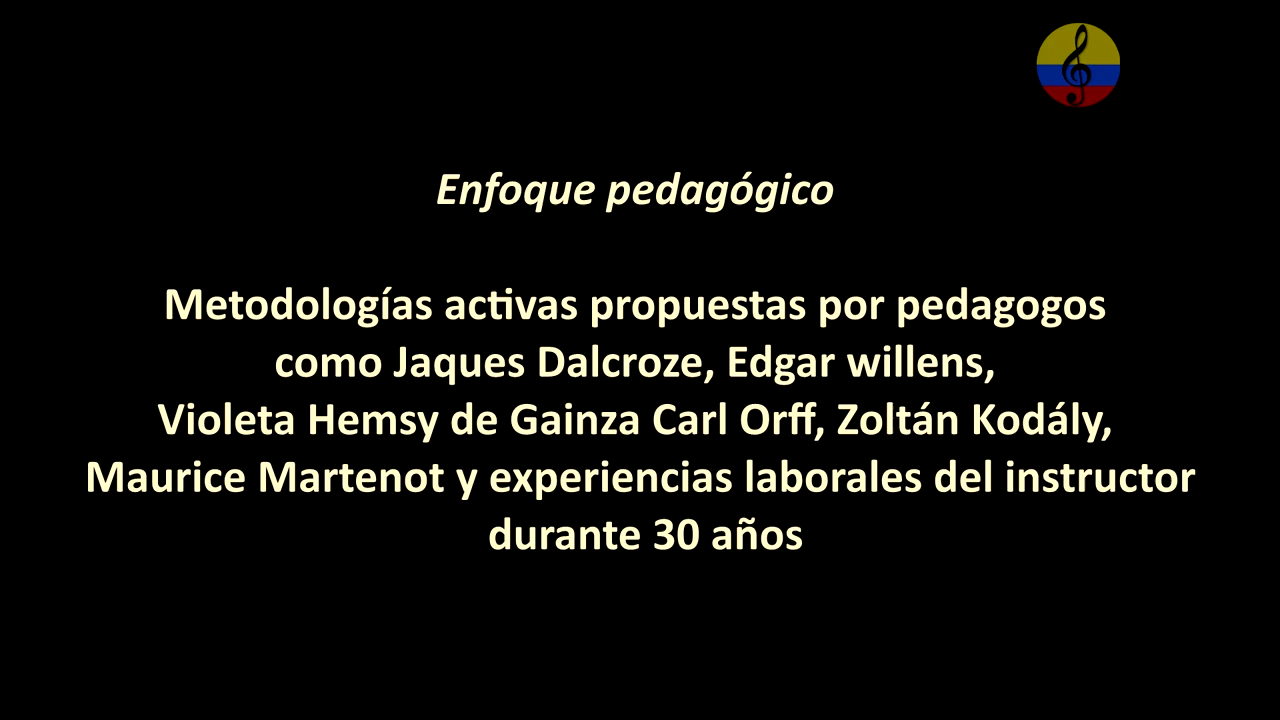 Enfoque pedagógico
Metodologías activas propuestas por pedagogos
como Jaques Dalcroze, Edgar willens,
Violeta Hemsy de Gainza Carl Orff, Zoltán Kodály,
Maurice Martenot y experiencias laborales del instructor
durante 30 años